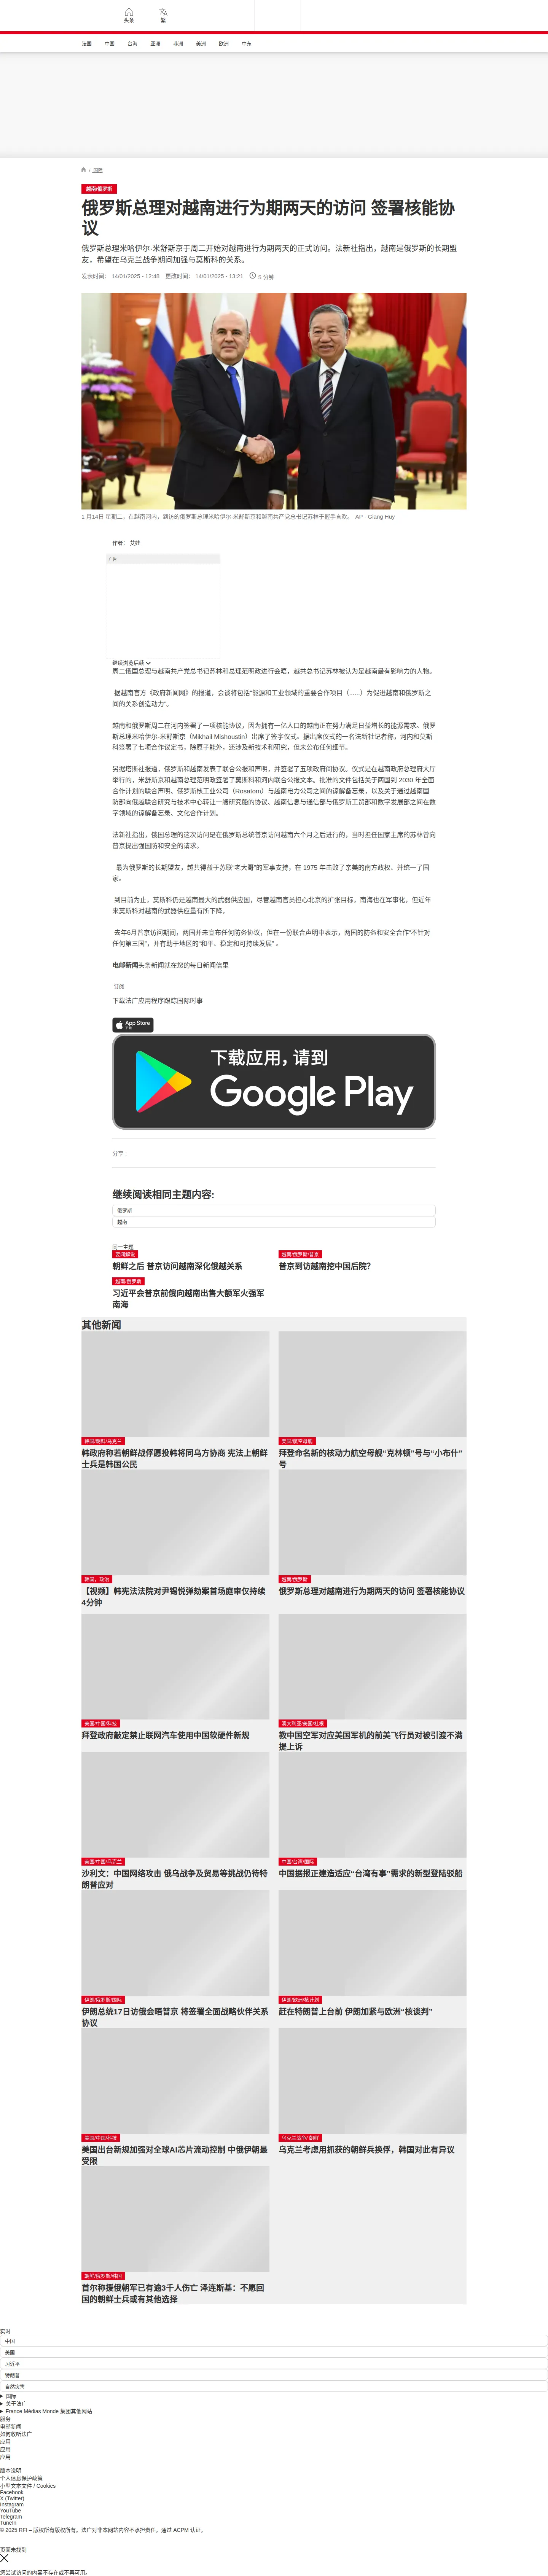 头条
繁
法国
中国
台海
亚洲
非洲
美洲
欧洲
中东
/ 国际
越南/俄罗斯
俄罗斯总理对越南进行为期两天的访问 签署核能协
议
俄罗斯总理米哈伊尔·米舒斯京于周二开始对越南进行为期两天的正式访问。法新社指出，越南是俄罗斯的长期盟
友，希望在乌克兰战争期间加强与莫斯科的关系。
发表时间： 14/01/2025 - 12:46 更改时间： 14/01/2025 - 13:21 5 分钟
1 月14日 星期二，在越南河内，到访的俄罗斯总理米哈伊尔·米舒斯京和越南共产党总书记苏林于握手言欢。 AP - Giang Huy
作者： 艾娃
广告
继续浏览后续
周二俄国总理与越南共产党总书记苏林和总理范明政进行会晤，越共总书记苏林被认为是越南最有影响力的人物。
据越南官方《政府新闻网》的报道，会谈将包括“能源和工业领域的重要合作项目（......）为促进越南和俄罗斯之
间的关系创造动力”。
越南和俄罗斯周二在河内签署了一项核能协议，因为拥有一亿人口的越南正在努力满足日益增长的能源需求。俄罗
斯总理米哈伊尔·米舒斯京（Mikhail Mishoustin）出席了签字仪式。据出席仪式的一名法新社记者称，河内和莫斯
科签署了七项合作议定书，除原子能外，还涉及新技术和研究，但未公布任何细节。
另据塔斯社报道，俄罗斯和越南发表了联合公报和声明，并签署了五项政府间协议。仪式是在越南政府总理府大厅
举行的，米舒斯京和越南总理范明政签署了莫斯科和河内联合公报文本。批准的文件包括关于两国到 2030 年全面
合作计划的联合声明、俄罗斯核工业公司（Rosatom）与越南电力公司之间的谅解备忘录，以及关于通过越南国
防部向俄越联合研究与技术中心转让一艘研究船的协议、越南信息与通信部与俄罗斯工贸部和数字发展部之间在数
字领域的谅解备忘录、文化合作计划。
法新社指出，俄国总理的这次访问是在俄罗斯总统普京访问越南六个月之后进行的，当时担任国家主席的苏林曾向
普京提出强国防和安全的请求。
最为俄罗斯的长期盟友，越共得益于苏联“老大哥”的军事支持，在 1975 年击败了亲美的南方政权、并统一了国
家。
到目前为止，莫斯科仍是越南最大的武器供应国，尽管越南官员担心北京的扩张目标，南海也在军事化，但近年
来莫斯科对越南的武器供应量有所下降，
去年6月普京访问期间，两国并未宣布任何防务协议，但在一份联合声明中表示，两国的防务和安全合作“不针对
任何第三国”，并有助于地区的“和平、稳定和可持续发展” 。
电邮新闻头条新闻就在您的每日新闻信里
订阅
下载法广应用程序跟踪国际时事
App Store
下载
下载应用，请到
Google Play
分享 :
继续阅读相同主题内容:
俄罗斯
越南
同一主题
要闻解说
朝鲜之后 普京访问越南深化俄越关系
越南/俄罗斯/普京
普京到访越南挖中国后院？
越南/俄罗斯
习近平会普京前俄向越南出售大额军火强军
南海
其他新闻
韩国/朝鲜/乌克兰
韩政府称若朝鲜战俘愿投韩将同乌方协商 宪法上朝鲜
士兵是韩国公民
美国/航空母舰
拜登命名新的核动力航空母舰“克林顿”号与“小布什”
号
韩国、政治
【视频】韩宪法法院对尹锡悦弹劾案首场庭审仅持续
4分钟
越南/俄罗斯
俄罗斯总理对越南进行为期两天的访问 签署核能协议
美国/中国/科技
拜登政府敲定禁止联网汽车使用中国软硬件新规
澳大利亚/美国/杜根
教中国空军对应美国军机的前美飞行员对被引渡不满
提上诉
美国/中国/乌克兰
沙利文：中国网络攻击 俄乌战争及贸易等挑战仍待特
朗普应对
中国/台湾/国际
中国据报正建造适应“台湾有事”需求的新型登陆驳船
伊朗/俄罗斯/国际
伊朗总统17日访俄会晤普京 将签署全面战略伙伴关系
协议
伊朗/欧洲/核计划
赶在特朗普上台前 伊朗加紧与欧洲“核谈判”
美国/中国/科技
美国出台新规加强对全球AI芯片流动控制 中俄伊朝最
受限
乌克兰战争/ 朝鲜
乌克兰考虑用抓获的朝鲜兵换俘，韩国对此有异议
朝鲜/俄罗斯/韩国
首尔称援俄朝军已有逾3千人伤亡 泽连斯基：不愿回
国的朝鲜士兵或有其他选择
实时
中国
美国
习近平
特朗普
自然灾害
国际
关于法广
France Médias Monde 集团其他网站
服务
电邮新闻
如何收听法广
应用
应用
应用
版本说明
个人信息保护政策
小型文本文件 / Cookies
Facebook
X (Twitter)
Instagram
YouTube
Telegram
TuneIn
© 2025 RFI – 版权所有版权所有。法广对非本网站内容不承担责任。通过 ACPM 认证。
页面未找到
您尝试访问的内容不存在或不再可用。